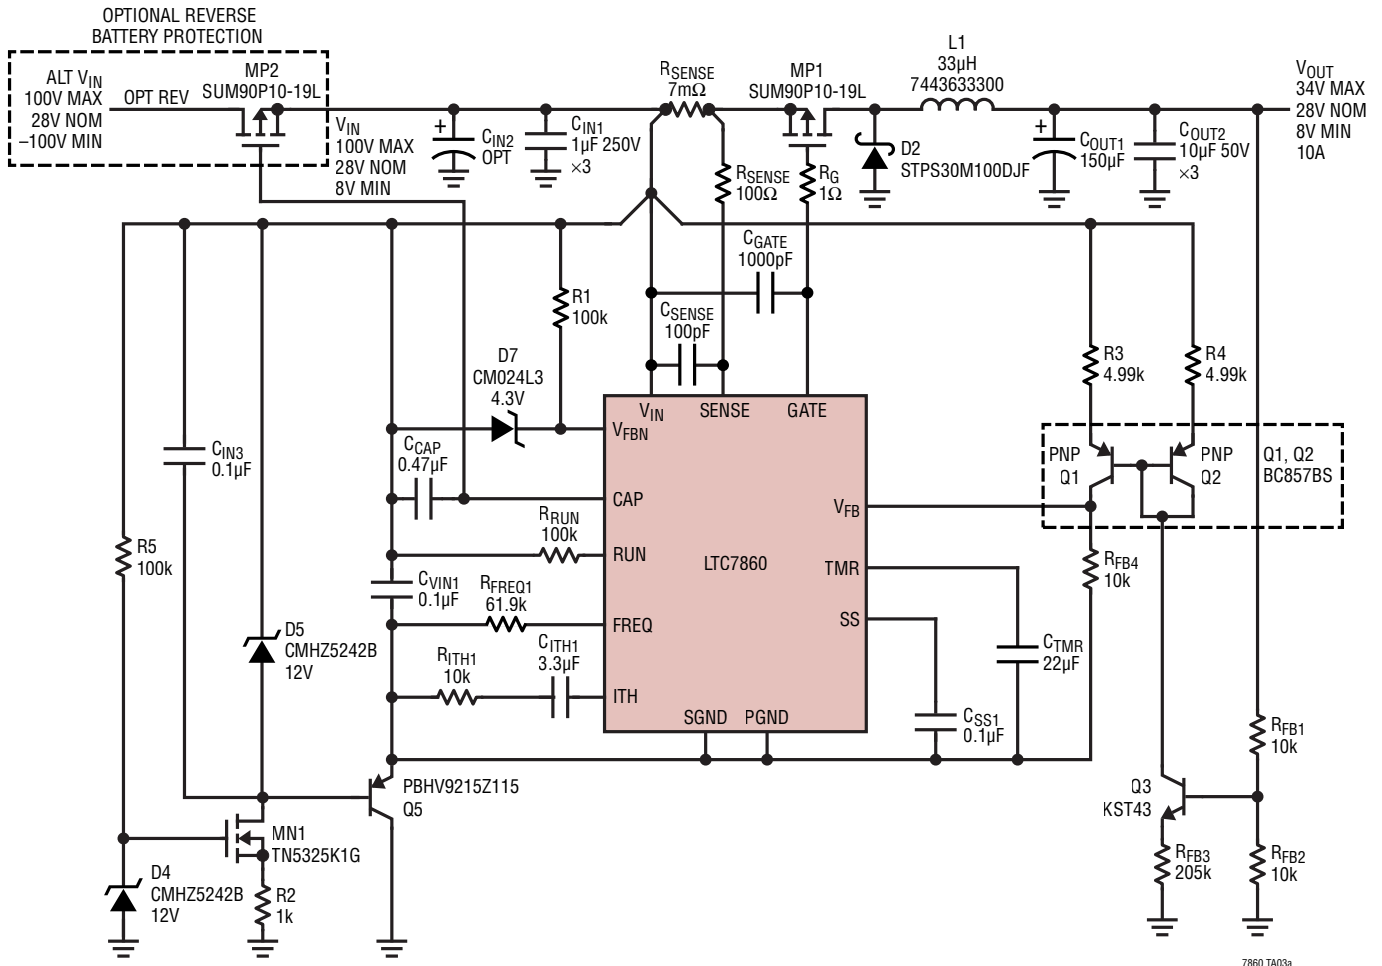 OPTIONAL REVERSE
BATTERY PROTECTION
ALT VIN
100V MAX
28V NOM
–100V MIN
OPT REV
MP2
SUM90P10-19L
VIN
100V MAX
28V NOM
8V MIN
+
CIN2
OPT
CIN1
1µF 250V
×3
RSENSE
7mΩ
MP1
SUM90P10-19L
L1
33µH
7443633300
VOUT
34V MAX
28V NOM
8V MIN
10A
RSENSE
100Ω
RG
1Ω
D2
STPS30M100DJF
+
COUT1
150µF
COUT2
10µF 50V
×3
CGATE
1000pF
CSENSE
100pF
R1
100k
D7
CM024L3
4.3V
R3
4.99k
R4
4.99k
VIN
SENSE
GATE
VFBN
CIN3
0.1µF
CCAP
0.47µF
CAP
PNP
Q1
PNP
Q2
Q1, Q2
BC857BS
VFB
R5
100k
RRUN
100k
RUN
LTC7860
TMR
RFB4
10k
CVIN1
0.1µF
RFREQ1
61.9k
FREQ
SS
D5
CMHZ5242B
12V
RITH1
10k
CITH1
3.3µF
ITH
CTMR
22µF
SGND
PGND
CSS1
0.1µF
RFB1
10k
PBHV9215Z115
Q5
Q3
KST43
MN1
TN5325K1G
D4
CMHZ5242B
12V
R2
1k
RFB3
205k
RFB2
10k
7860 TA03a